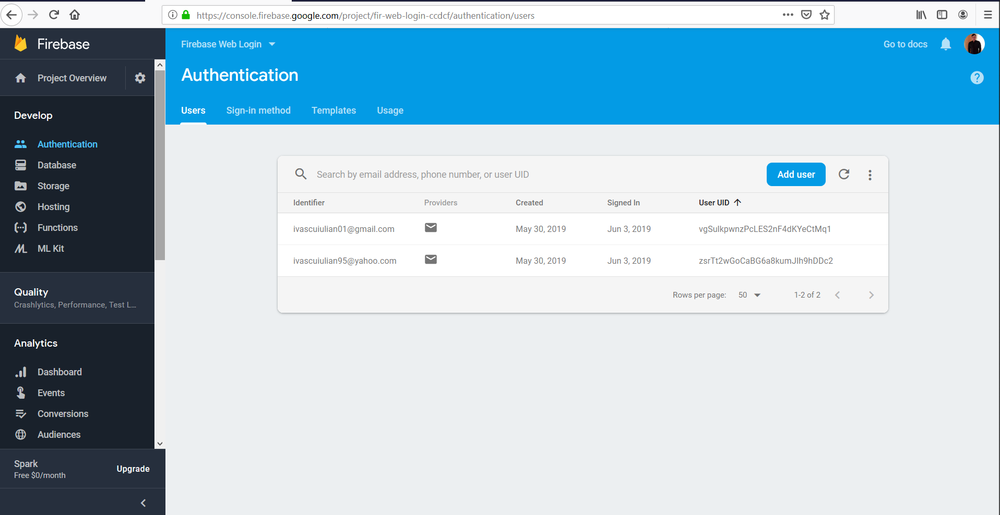 https://console.firebase.google.com/project/fir-web-login-ccdcf/authentication/users
Firebase
Project Overview
Develop
Authentication
Database
Storage
Hosting
Functions
ML Kit
Quality
Crashlytics, Performance, Test L...
Analytics
Dashboard
Events
Conversions
Audiences
Spark
Free $0/month
Upgrade
Firebase Web Login
Go to docs
Authentication
Users Sign-in method Templates Usage
Search by email address, phone number, or user UID
Add user
Identifier Providers Created Signed In User UID
ivascuiulian01@gmail.com May 30, 2019 Jun 3, 2019 vgSulkpwnzPcLES2nF4dKYeCtMq1
ivascuiulian95@yahoo.com May 30, 2019 Jun 3, 2019 zsrTt2wGoCaBG6a8kumJlh9hDDc2
Rows per page: 50 1-2 of 2